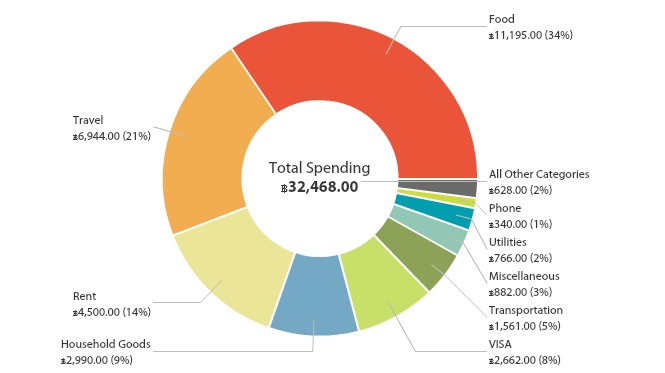 Food
฿11,195.00 (34%)
Travel
฿6,944.00 (21%)
Total Spending
฿32,468.00
All Other Categories
฿628.00 (2%)
Phone
฿340.00 (1%)
Utilities
฿766.00 (2%)
Miscellaneous
฿882.00 (3%)
Rent
฿4,500.00 (14%)
Transportation
฿1,561.00 (5%)
Household Goods
฿2,990.00 (9%)
VISA
฿2,662.00 (8%)